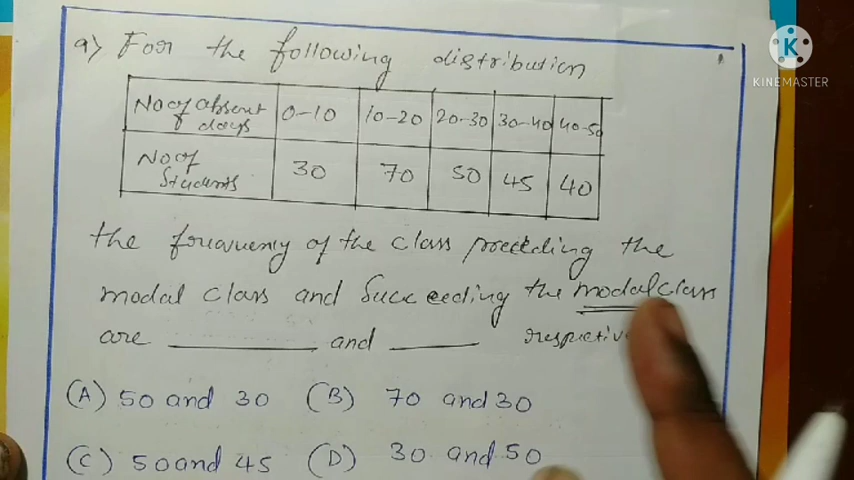 a) For the following distribution
No of absent days 0-10 10-20 20-30 30-40 40-50
No of Students 30 70 50 45 40
the frequency of the class preceding the
modal class and Succeeding the modal class
are ________ and ______
(A) 50 and 30 (B) 70 and 30
(C) 50 and 45 (D) 30 and 50
K
KINEMASTER